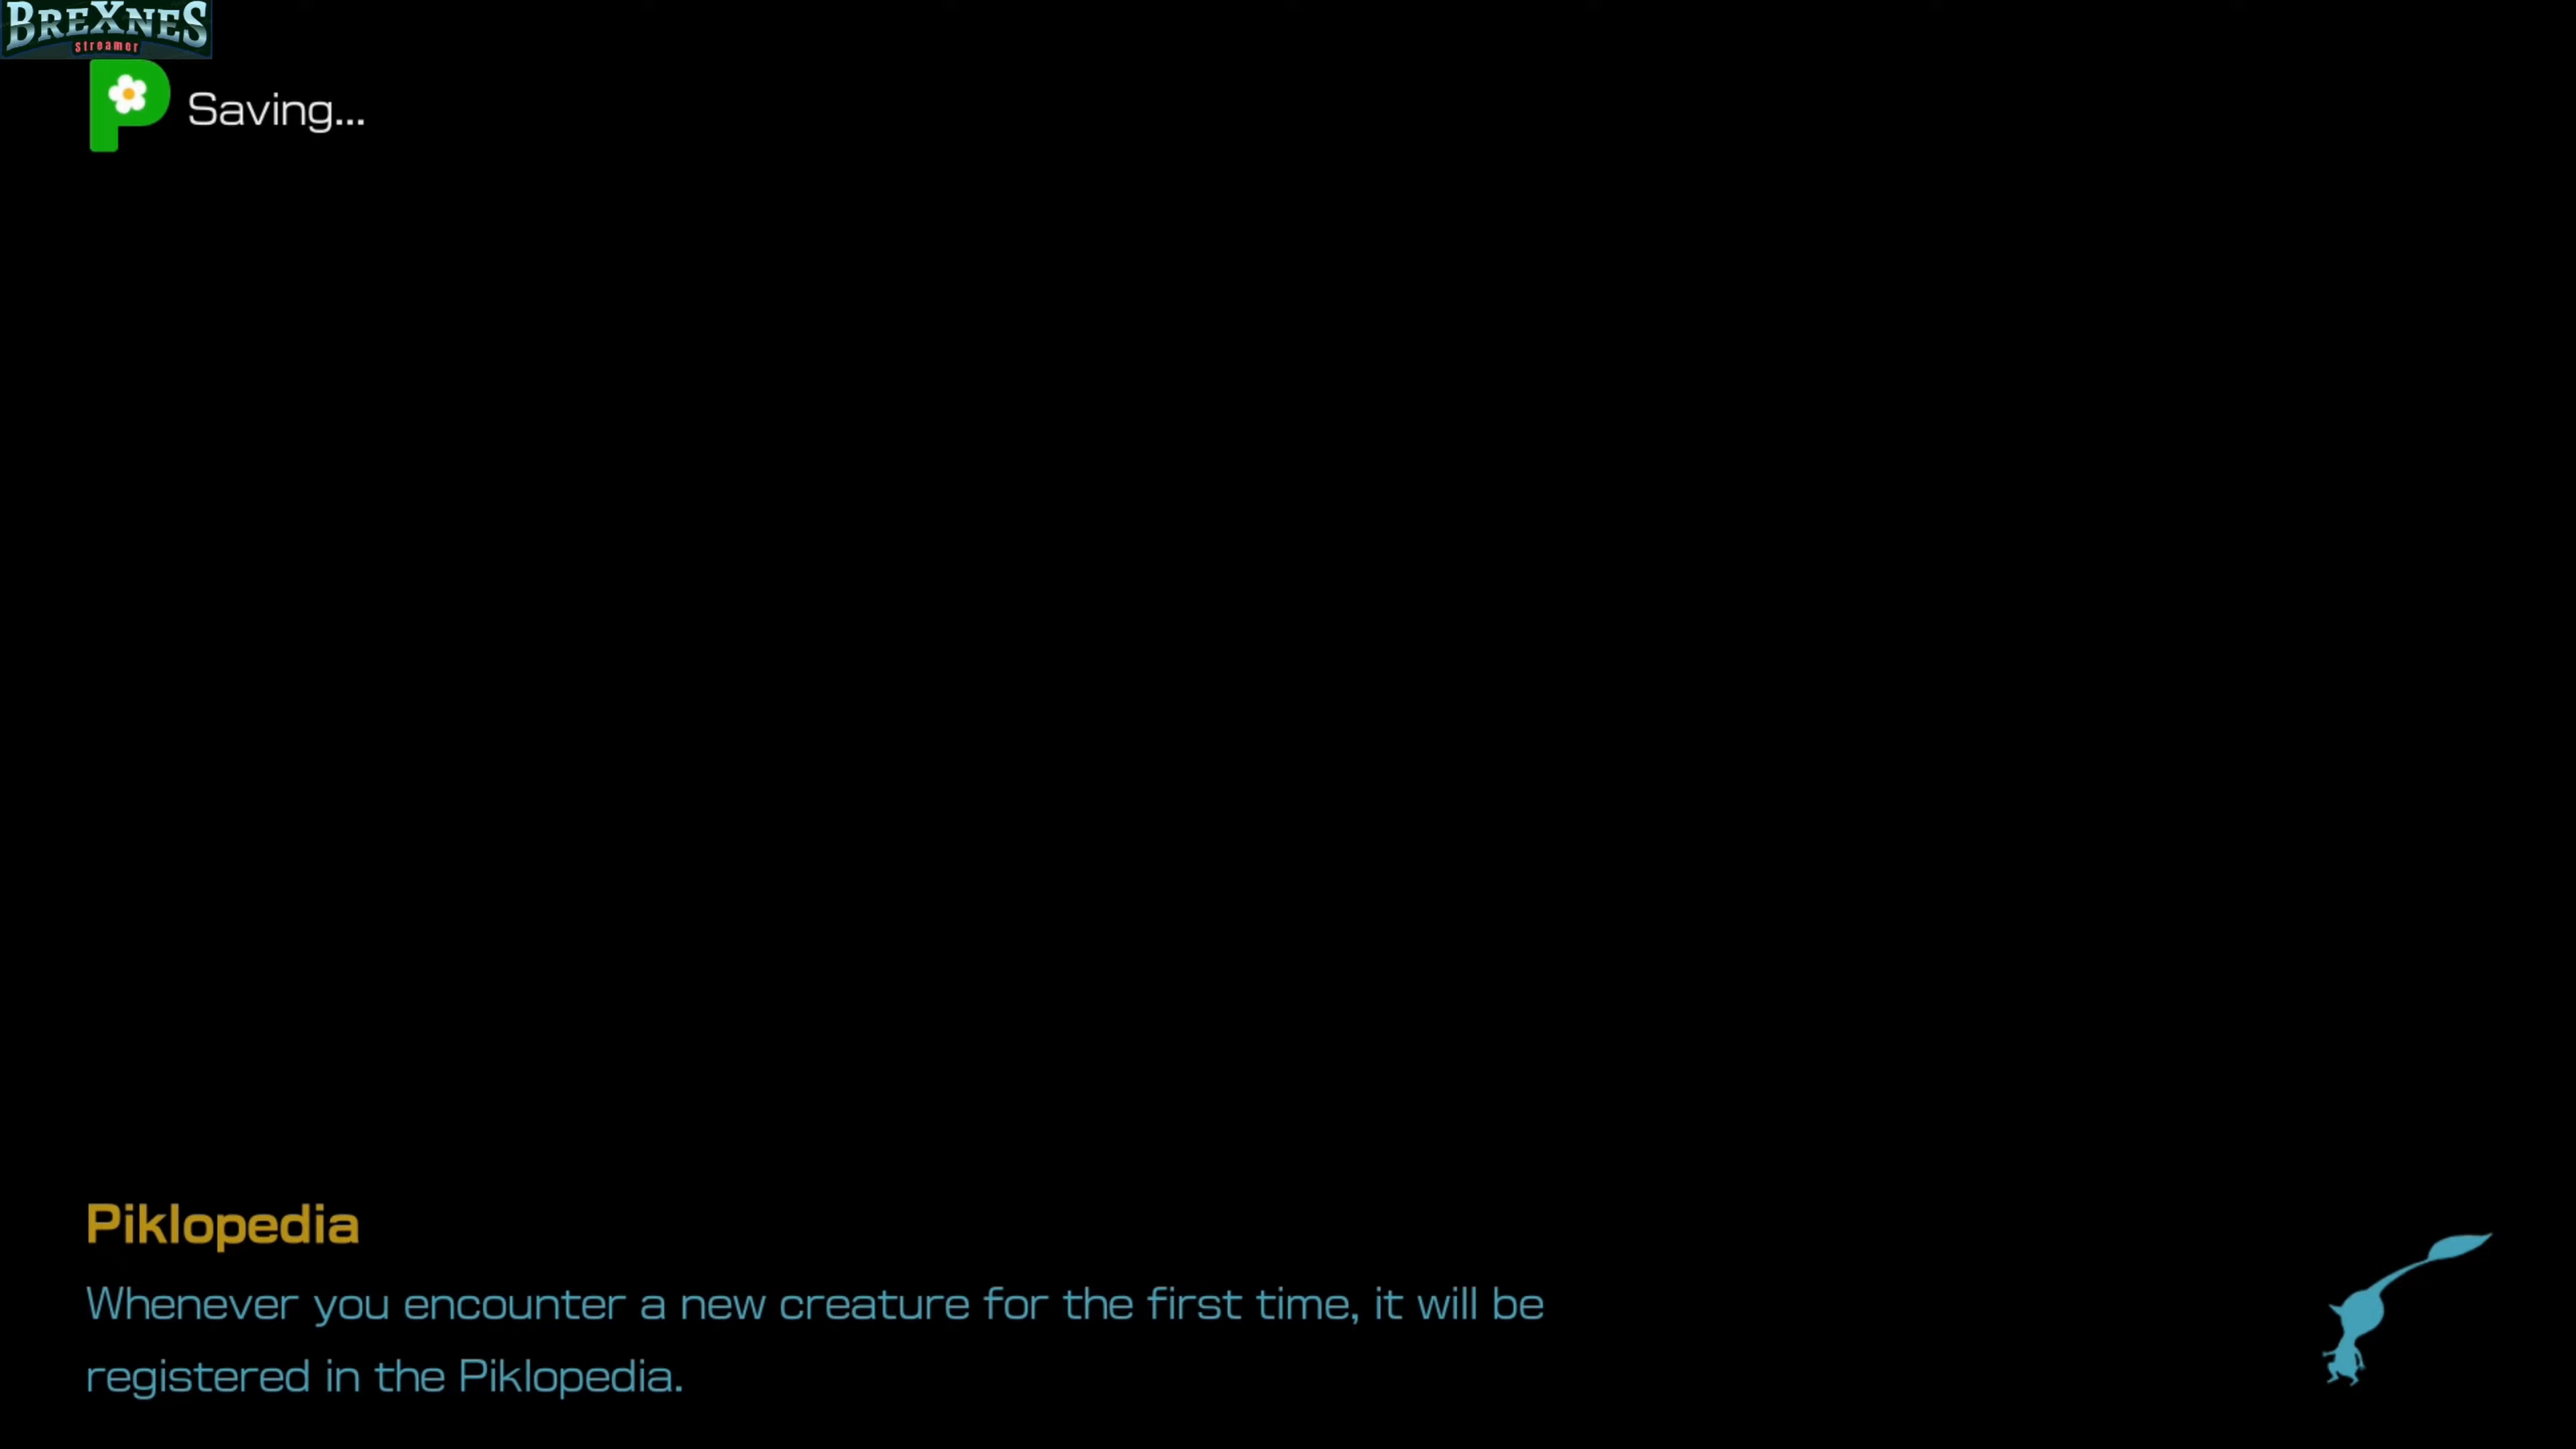 BREXNES
streamer
Saving...
Piklopedia
Whenever you encounter a new creature for the first time, it will be
registered in the Piklopedia.